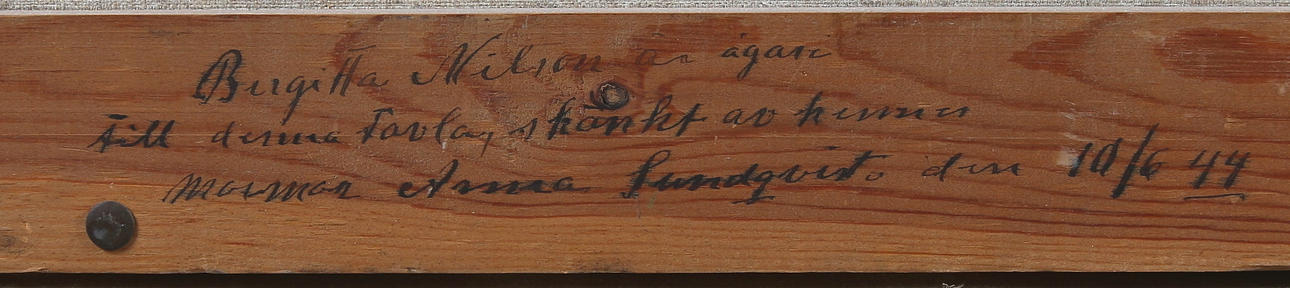 Birgitta Nilson är ägare
till denna Tavla, skänkt av hennes
mormor Anna Lundqvist. den 10/6 44